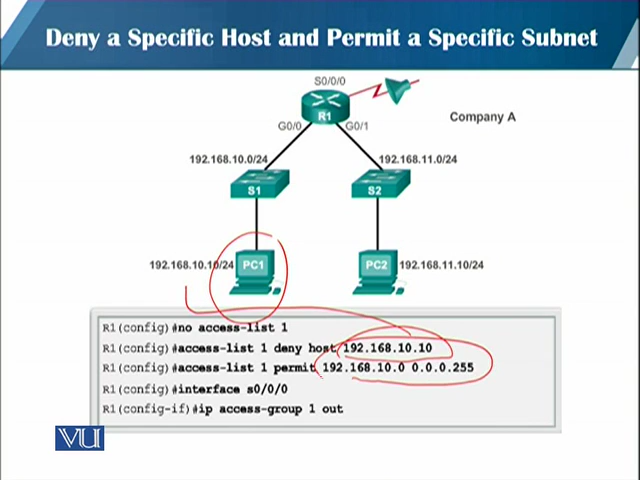 Deny a Specific Host and Permit a Specific Subnet
S0/0/0
R1
Company A
G0/0
G0/1
192.168.10.0/24
192.168.11.0/24
S1
S2
192.168.10.10/24
PC1
PC2
192.168.11.10/24
R1(config)#no access-list 1
R1(config)#access-list 1 deny host 192.168.10.10
R1(config)#access-list 1 permit 192.168.10.0 0.0.0.255
R1(config)#interface s0/0/0
R1(config-if)#ip access-group 1 out
VU